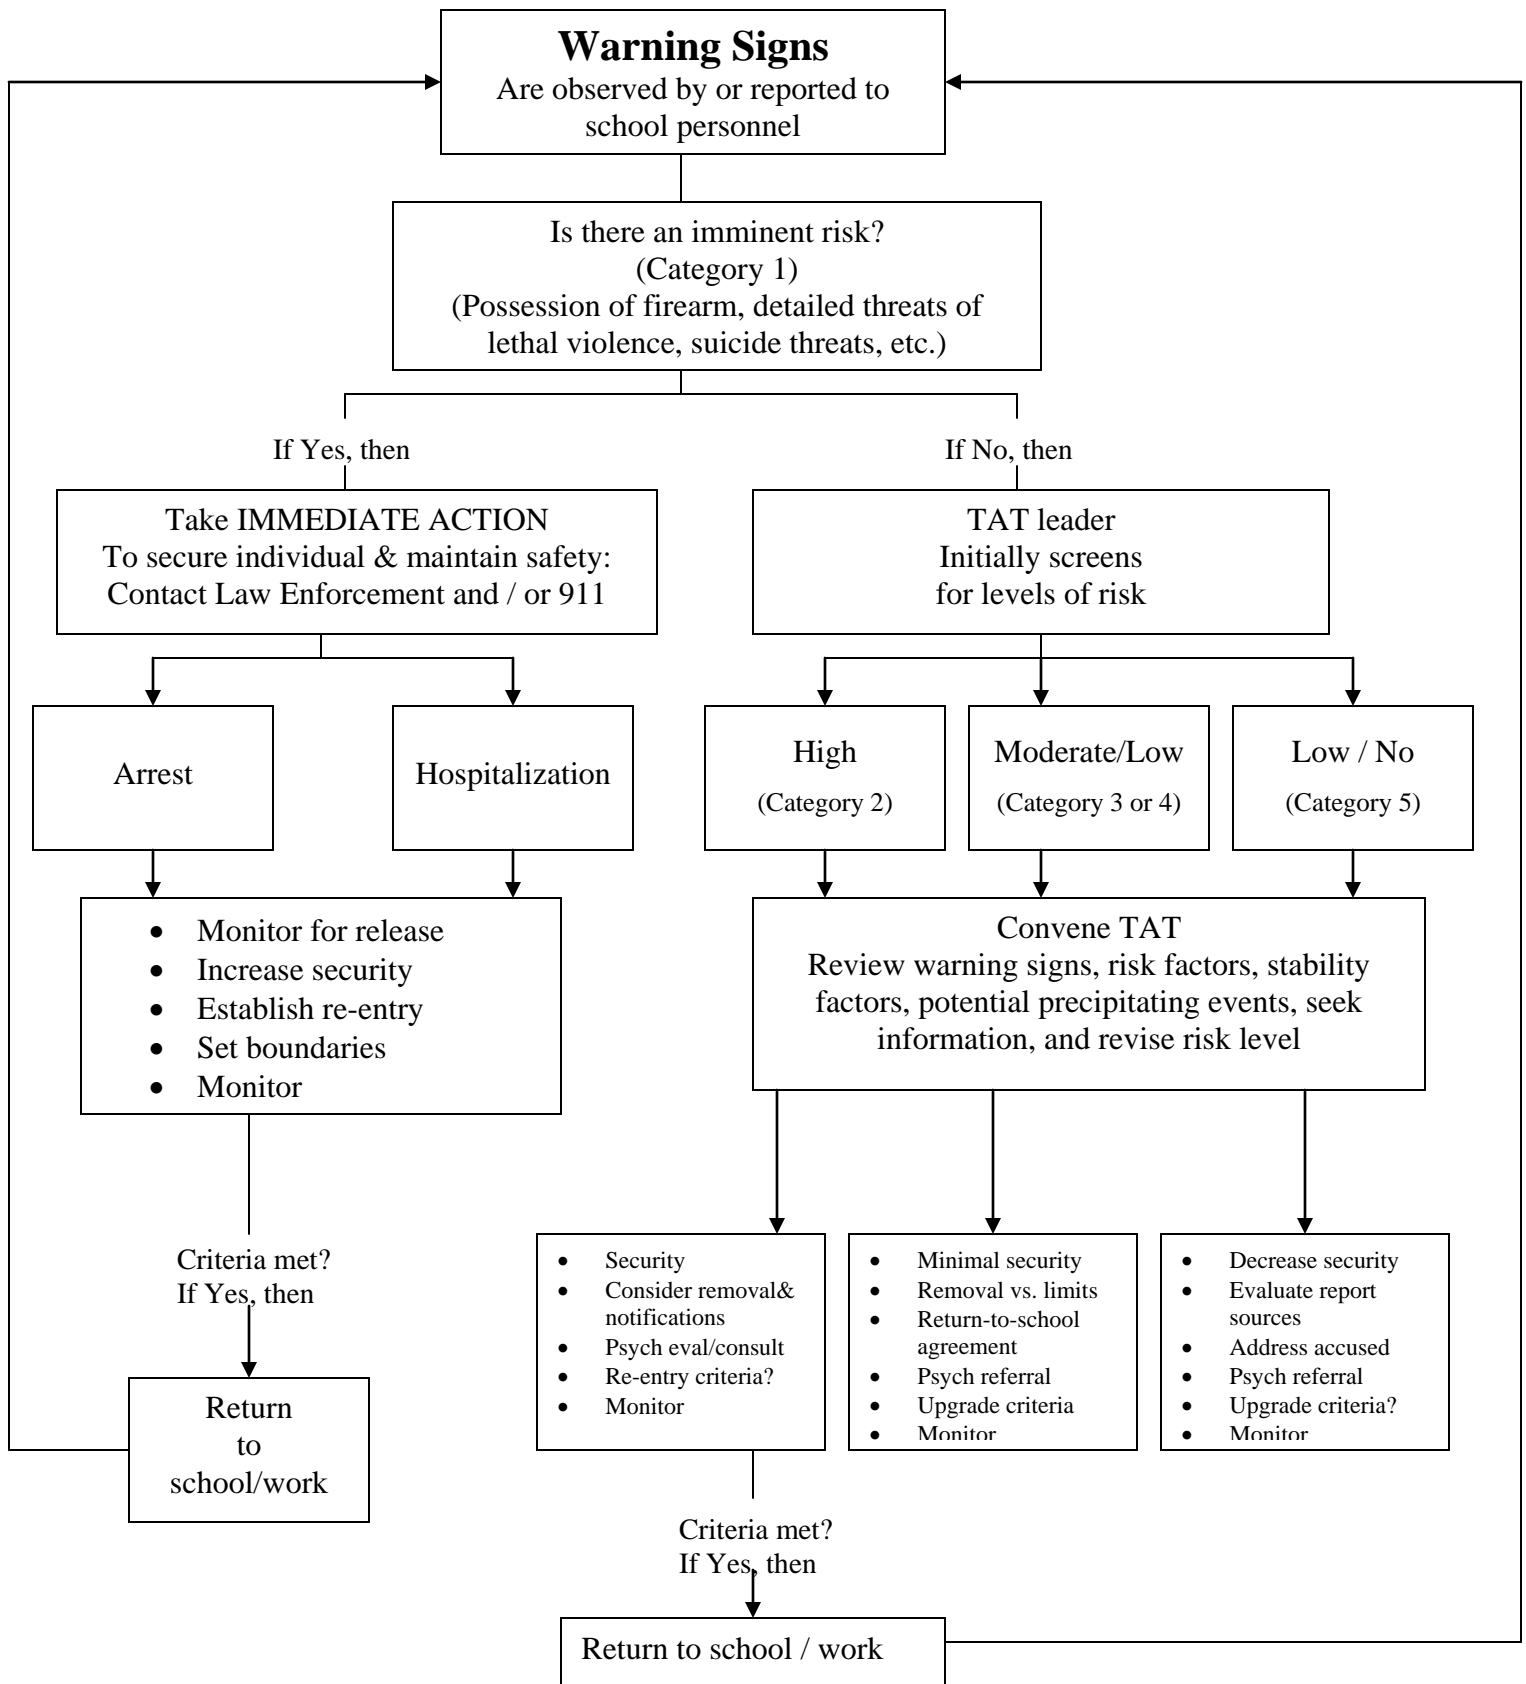 Warning Signs
Are observed by or reported to
school personnel
Is there an imminent risk?
(Category 1)
(Possession of firearm, detailed threats of
lethal violence, suicide threats, etc.)
If Yes, then
If No, then
Take IMMEDIATE ACTION
To secure individual & maintain safety:
Contact Law Enforcement and / or 911
TAT leader
Initially screens
for levels of risk
Arrest
Hospitalization
High
(Category 2)
Moderate/Low
(Category 3 or 4)
Low / No
(Category 5)
• Monitor for release
• Increase security
• Establish re-entry
• Set boundaries
• Monitor
Convene TAT
Review warning signs, risk factors, stability
factors, potential precipitating events, seek
information, and revise risk level
Criteria met?
If Yes, then
Return
to
school/work
• Security
• Consider removal&
notifications
• Psych eval/consult
• Re-entry criteria?
• Monitor
• Minimal security
• Removal vs. limits
• Return-to-school
agreement
• Psych referral
• Upgrade criteria
• Monitor
• Decrease security
• Evaluate report
sources
• Address accused
• Psych referral
• Upgrade criteria?
• Monitor
Criteria met?
If Yes, then
Return to school / work